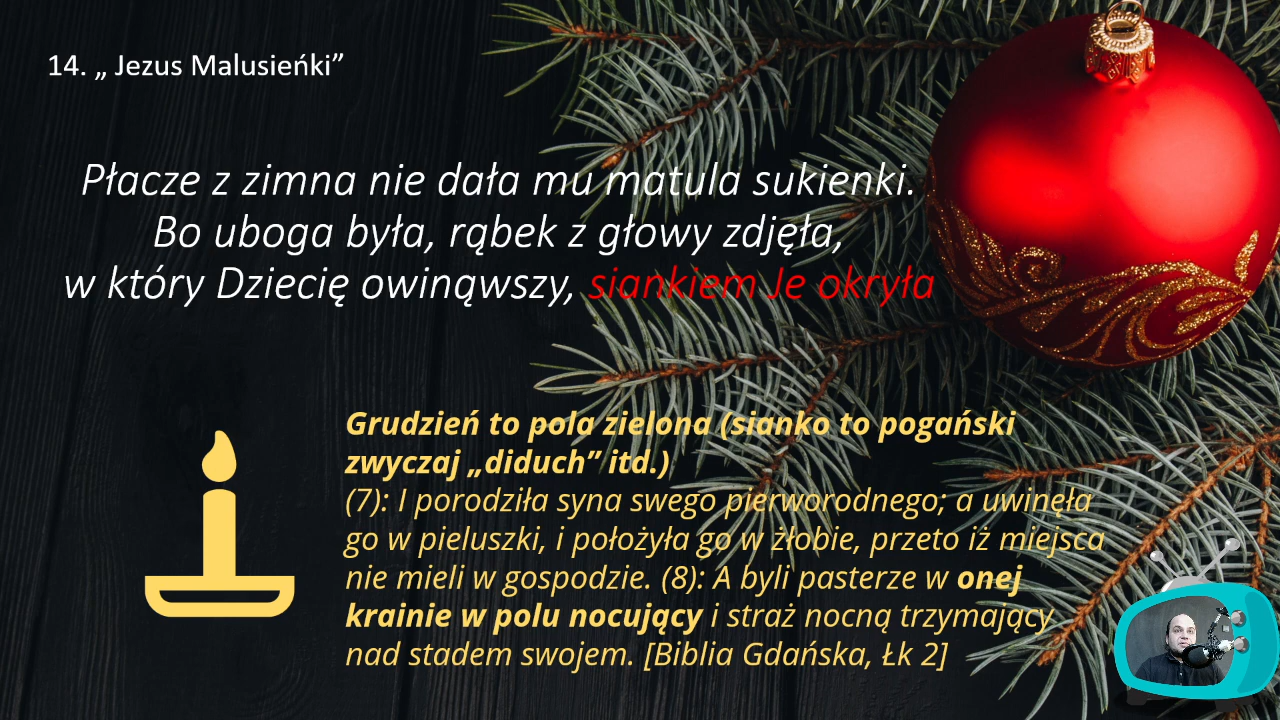 14. „ Jezus Malusieńki”
Płacze z zimna nie dała mu matula sukienki.
Bo uboga była, rąbek z głowy zdjęła,
w który Dziecię owinąwszy, siankiem Je okryła
Grudzień to pola zielona (sianko to pogański
zwyczaj „diduch” itd.)
(7): I porodziła syna swego pierworodnego; a uwinęła
go w pieluszki, i położyła go w żłobie, przeto iż miejsca
nie mieli w gospodzie. (8): A byli pasterze w onej
krainie w polu nocujący i straż nocną trzymający
nad stadem swojem. [Biblia Gdańska, Łk 2]